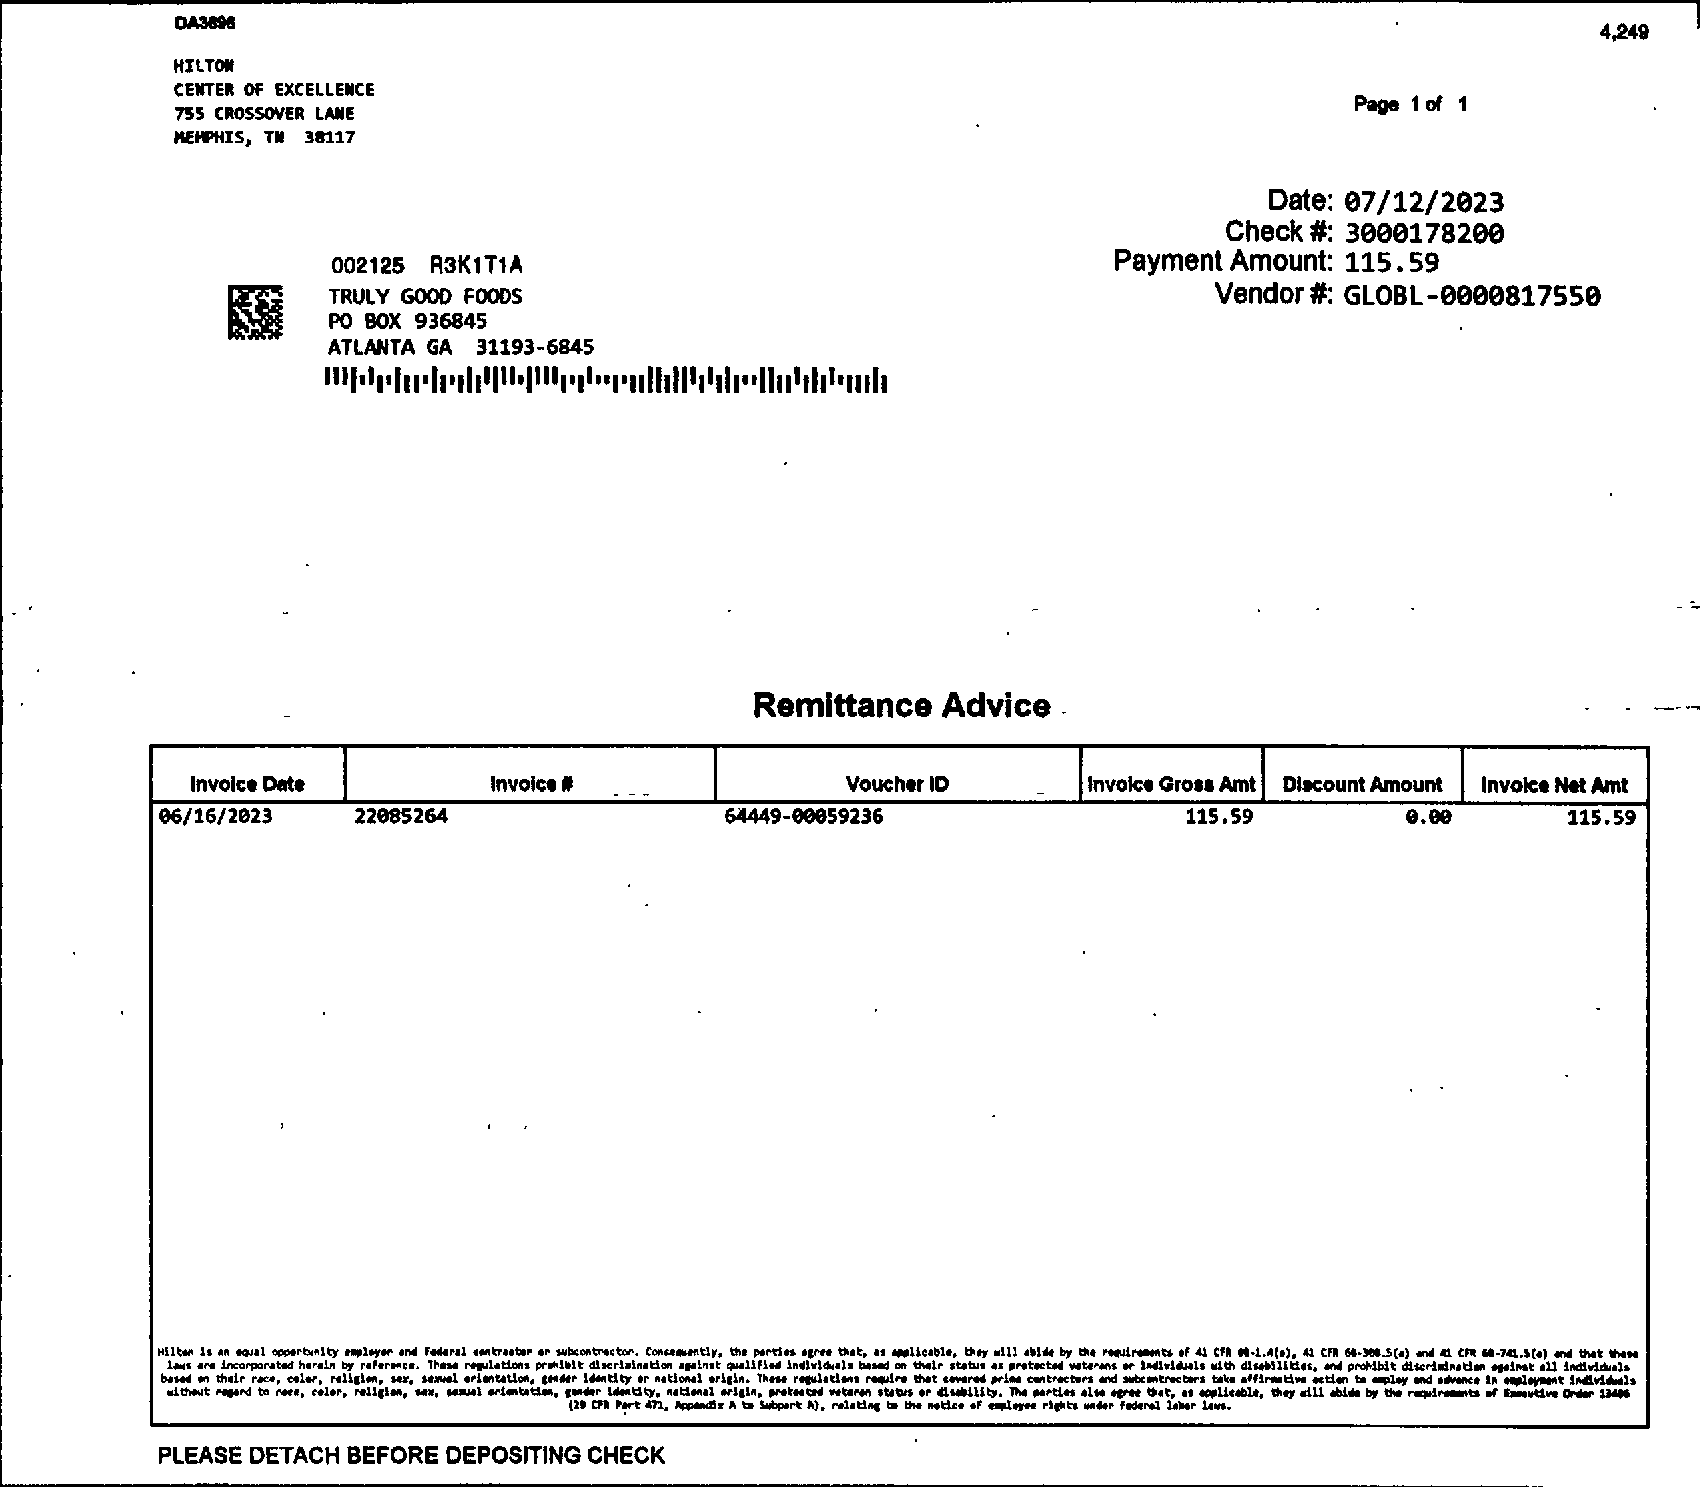 DA3696
4,249
HILTON
CENTER OF EXCELLENCE
755 CROSSOVER LANE
MEMPHIS, TN 38117
Page 1 of 1
Date: 07/12/2023
Check #: 3000178200
Payment Amount: 115.59
Vendor #: GLOBL-0000817550
002125 R3K1T1A
TRULY GOOD FOODS
PO BOX 936845
ATLANTA GA 31193-6845
Remittance Advice
Invoice Date Invoice # Voucher ID Invoice Gross Amt Discount Amount Invoice Net Amt
06/16/2023 22085264 64449-00059236 115.59 0.00 115.59
Hilton is an equal opportunity employer and Federal contractor or subcontractor. Consequently, the parties agree that, as applicable, they will abide by the requirements of 41 CFR 60-1.4(a), 41 CFR 60-300.5(a) and 41 CFR 60-741.5(a) and that these
laws are incorporated herein by reference. These regulations prohibit discrimination against qualified individuals based on their status as protected veterans or individuals with disabilities, and prohibit discrimination against all individuals
based on their race, color, religion, sex, sexual orientation, gender identity or national origin. These regulations require that covered prime contractors and subcontractors take affirmative action to employ and advance in employment individuals
without regard to race, color, religion, sex, sexual orientation, gender identity, national origin, protected veteran status or disability. The parties also agree that, as applicable, they will abide by the requirements of Executive Order 13496
(29 CFR Part 471, Appendix A to Subpart A), relating to the notice of employee rights under federal labor laws.
PLEASE DETACH BEFORE DEPOSITING CHECK